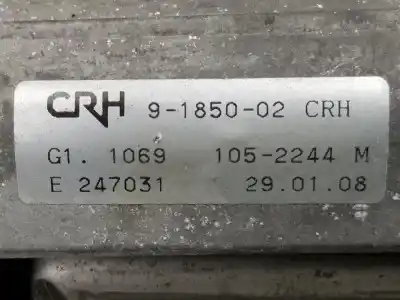 CRH 9-1850-02 CRH
G1. 1069 105-2244 M
E 247031 29.01.08